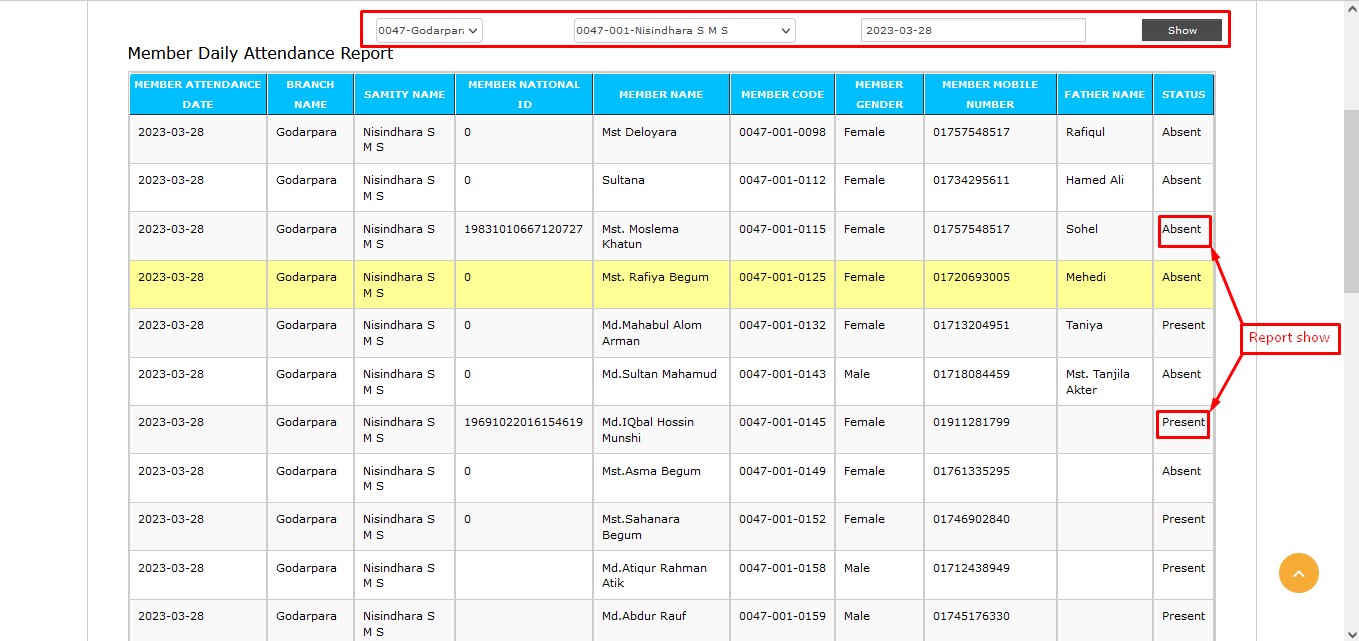 0047-Godarpara 0047-001-Nisindhara S M S 2023-03-28 Show
Member Daily Attendance Report
MEMBER ATTENDANCE DATE BRANCH NAME SAMITY NAME MEMBER NATIONAL ID MEMBER NAME MEMBER CODE MEMBER GENDER MEMBER MOBILE NUMBER FATHER NAME STATUS
2023-03-28 Godarpara Nisindhara S M S 0 Mst Deloyara 0047-001-0098 Female 01757548517 Rafiqul Absent
2023-03-28 Godarpara Nisindhara S M S 0 Sultana 0047-001-0112 Female 01734295611 Hamed Ali Absent
2023-03-28 Godarpara Nisindhara S M S 19831010667120727 Mst. Moslema Khatun 0047-001-0115 Female 01757548517 Sohel Absent
2023-03-28 Godarpara Nisindhara S M S 0 Mst. Rafiya Begum 0047-001-0125 Female 01720693005 Mehedi Absent
2023-03-28 Godarpara Nisindhara S M S 0 Md.Mahabul Alom Arman 0047-001-0132 Female 01713204951 Taniya Present
Report show
2023-03-28 Godarpara Nisindhara S M S 0 Md.Sultan Mahamud 0047-001-0143 Male 01718084459 Mst. Tanjila Akter Absent
2023-03-28 Godarpara Nisindhara S M S 19691022016154619 Md.IQbal Hossin Munshi 0047-001-0145 Female 01911281799 Present
2023-03-28 Godarpara Nisindhara S M S 0 Mst.Asma Begum 0047-001-0149 Female 01761335295 Absent
2023-03-28 Godarpara Nisindhara S M S 0 Mst.Sahanara Begum 0047-001-0152 Female 01746902840 Present
2023-03-28 Godarpara Nisindhara S M S Md.Atiqur Rahman Atik 0047-001-0158 Male 01712438949 Present
2023-03-28 Godarpara Nisindhara S M S Md.Abdur Rauf 0047-001-0159 Male 01745176330 Present